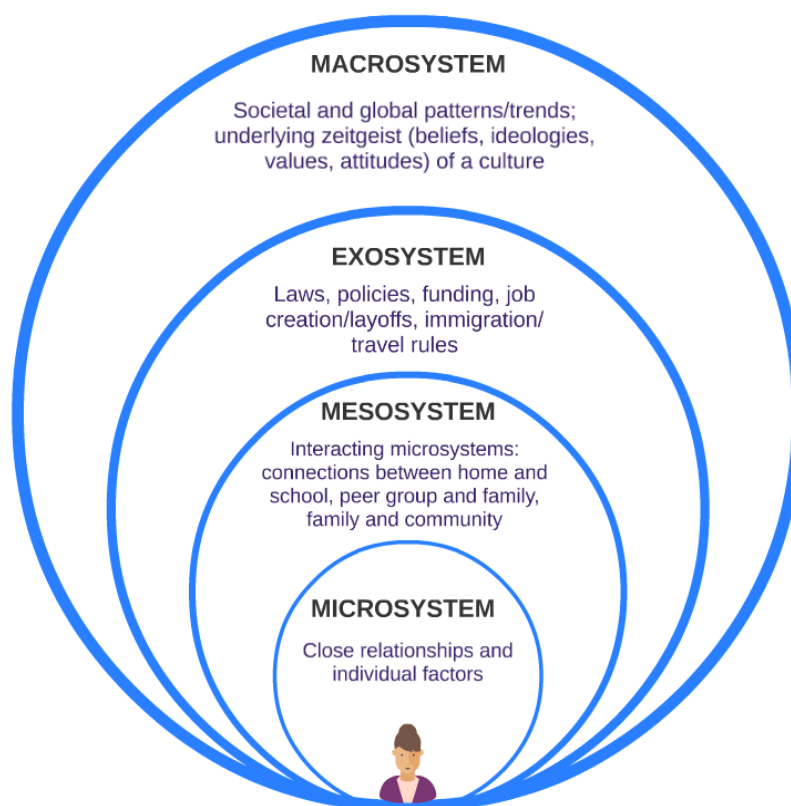 MACROSYSTEM
Societal and global patterns/trends;
underlying zeitgeist (beliefs, ideologies,
values, attitudes) of a culture
EXOSYSTEM
Laws, policies, funding, job
creation/layoffs, immigration/
travel rules
MESOSYSTEM
Interacting microsystems:
connections between home and
school, peer group and family,
family and community
MICROSYSTEM
Close relationships and
individual factors